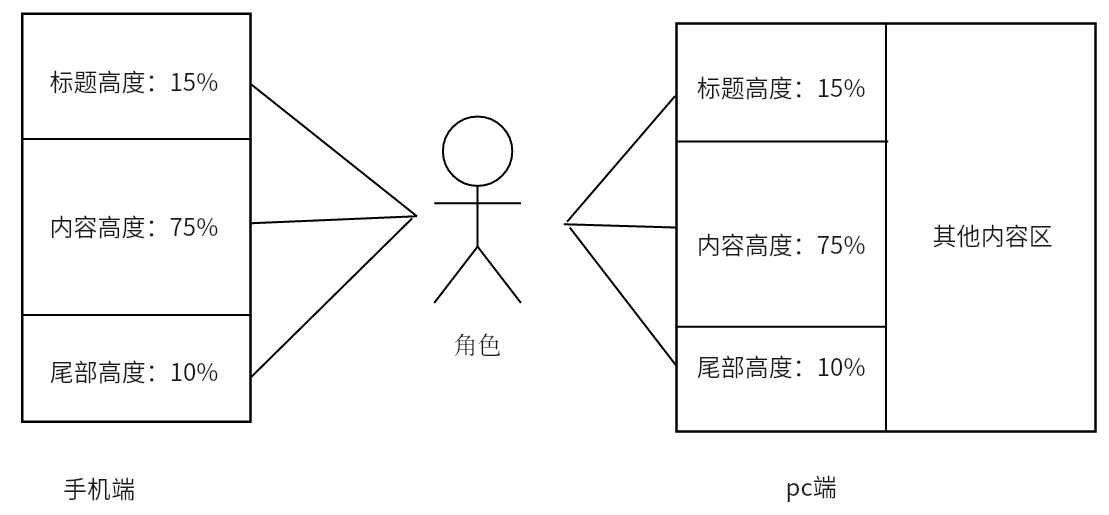 标题高度：15%
内容高度：75%
尾部高度：10%
手机端
角色
标题高度：15%
内容高度：75%
尾部高度：10%
其他内容区
pc端